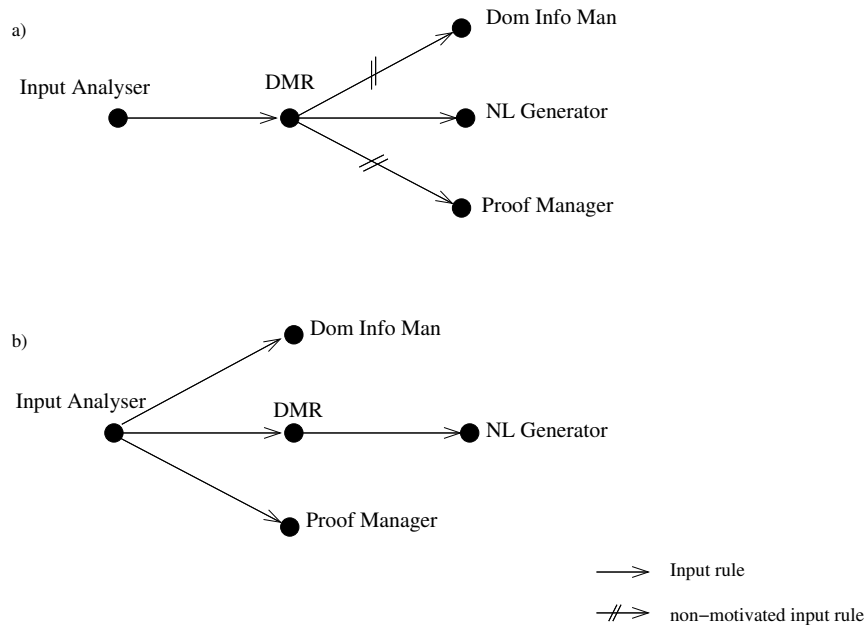 a)
Dom Info Man
DMR
Input Analyser
NL Generator
Proof Manager
b)
Dom Info Man
Input Analyser
DMR
NL Generator
Proof Manager
Input rule
non−motivated input rule